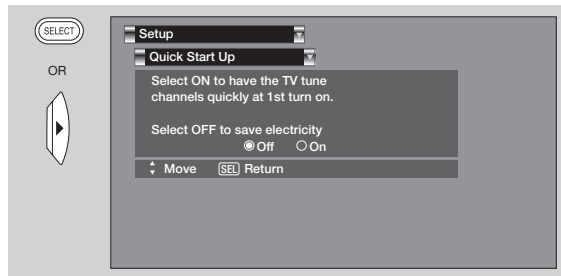 SELECT
OR
Setup
Quick Start Up
Select ON to have the TV tune
channels quickly at 1st turn on.
Select OFF to save electricity
Off On
Move SEL Return